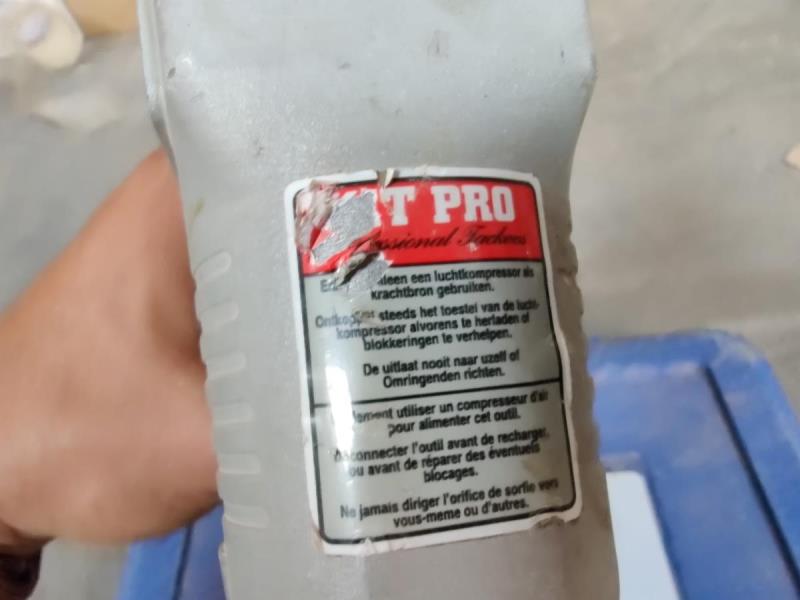 PRO
Tackers
een luchtkompressor als
krachtbron gebruiken.
steeds het toestel van de lucht-
kompressor alvorens te herladen of
blokkeringen te verhelpen.
De uitlaat nooit naar uzelf of
Omringenden richten.
utiliser un compresseur d'air
pour alimenter cet outil.
Déconnecter l'outil avant de recharger,
ou avant de réparer des éventuels
blocages.
Ne jamais diriger l'orifice de sortie vers
vous-meme ou d'autres.